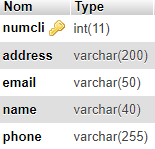 Nom Type
numcli int(11)
address varchar(200)
email varchar(50)
name varchar(40)
phone varchar(255)